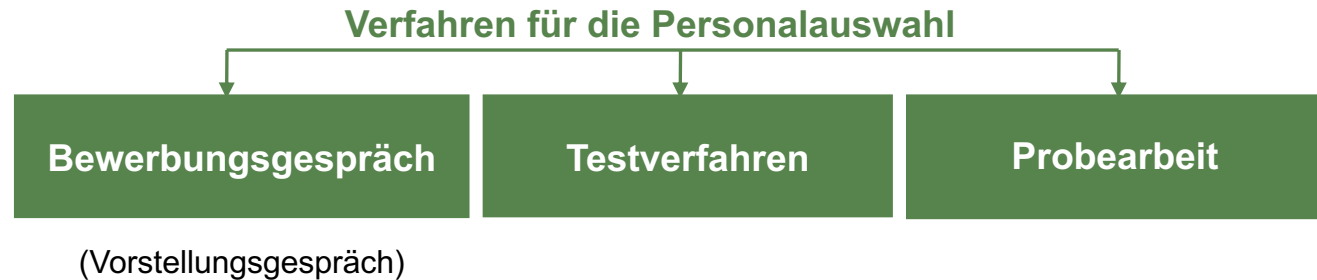 Verfahren für die Personalauswahl
Bewerbungsgespräch
Testverfahren
Probearbeit
(Vorstellungsgespräch)